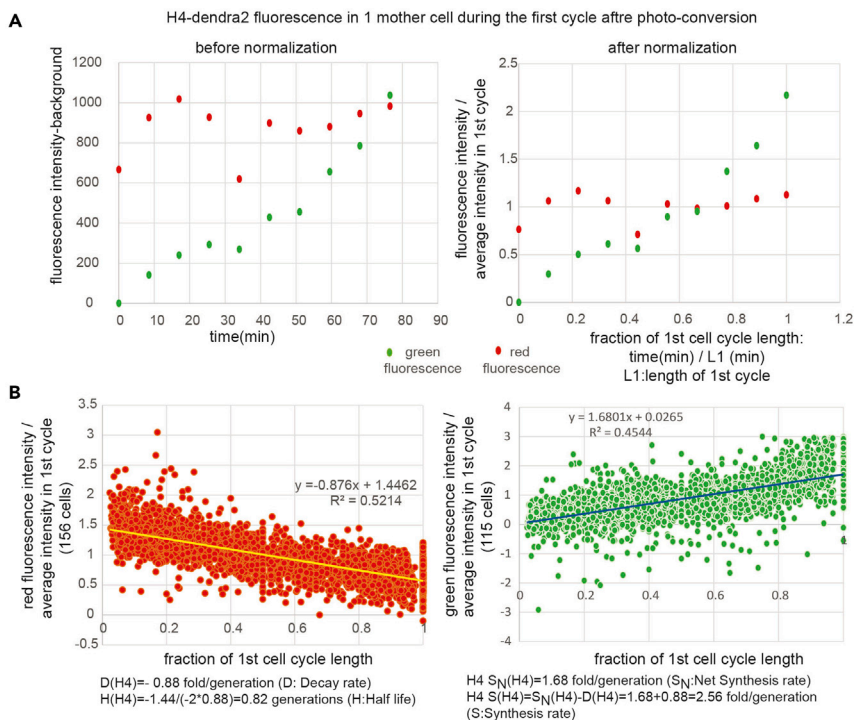 H4-dendra2 fluorescence in 1 mother cell during the first cycle aftre photo-conversion
A
before normalization
fluorescence intensity-background
1200
1000
800
600
400
200
0
0 10 20 30 40 50 60 70 80 90
time(min)
after normalization
fluorescence intensity /
average intensity in 1st cycle
2.5
2
1.5
1
0.5
0
0 0.2 0.4 0.6 0.8 1 1.2
fraction of 1st cell cycle length:
time(min) / L1 (min)
L1:length of 1st cycle
green
fluorescence
red
fluorescence
B
red fluorescence intensity /
average intensity in 1st cycle
(156 cells)
3.5
3
2.5
2
1.5
1
0.5
0
-0.5
y =-0.876x + 1.4462
R² = 0.5214
0 0.2 0.4 0.6 0.8 1
fraction of 1st cell cycle length
D(H4)=- 0.88 fold/generation (D: Decay rate)
H(H4)=-1.44/(-2*0.88)=0.82 generations (H:Half life)
green fluorescence intensity /
average intensity in 1st cycle
(115 cells)
4
3
2
1
0
-1
-2
-3
-4
y = 1.6801x + 0.0265
R² = 0.4544
0 0.2 0.4 0.6 0.8
fraction of 1st cell cycle length
H4 S_N(H4)=1.68 fold/generation (S_N:Net Synthesis rate)
H4 S(H4)=S_N(H4)-D(H4)=1.68+0.88=2.56 fold/generation
(S:Synthesis rate)